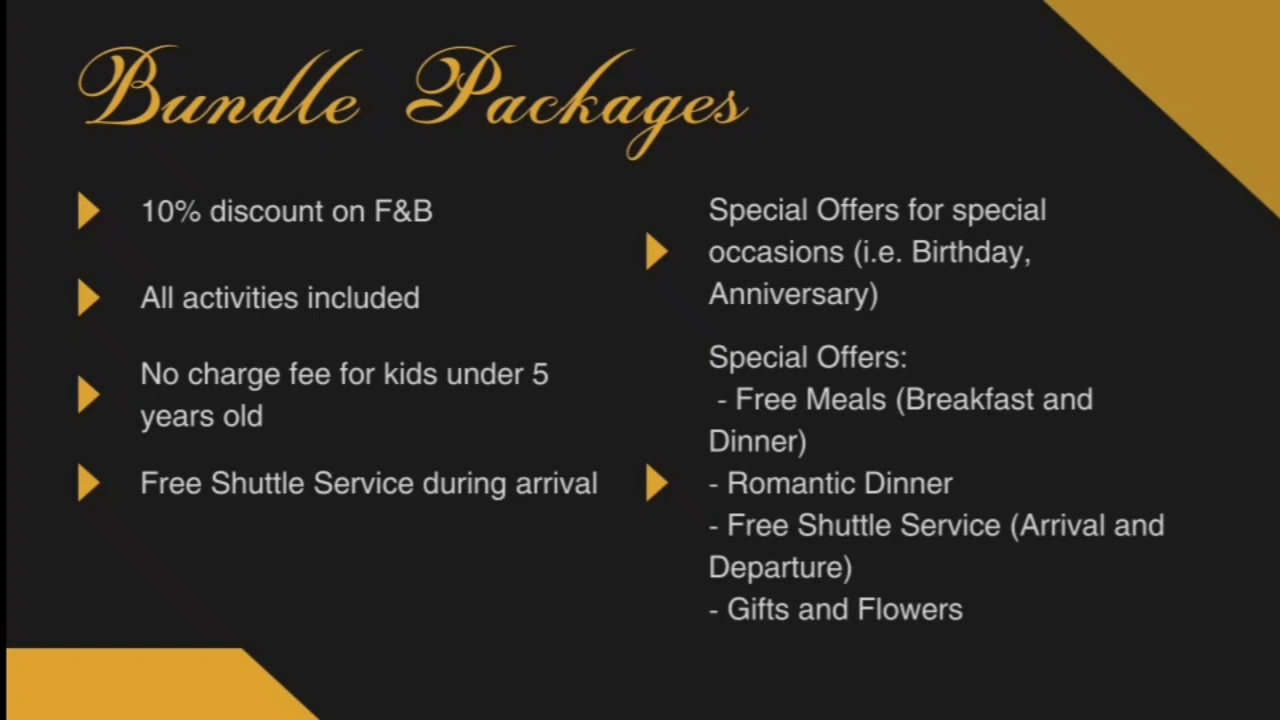 Bundle Packages
10% discount on F&B
All activities included
No charge fee for kids under 5
years old
Free Shuttle Service during arrival
Special Offers for special
occasions (i.e. Birthday,
Anniversary)
Special Offers:
- Free Meals (Breakfast and
Dinner)
- Romantic Dinner
- Free Shuttle Service (Arrival and
Departure)
- Gifts and Flowers